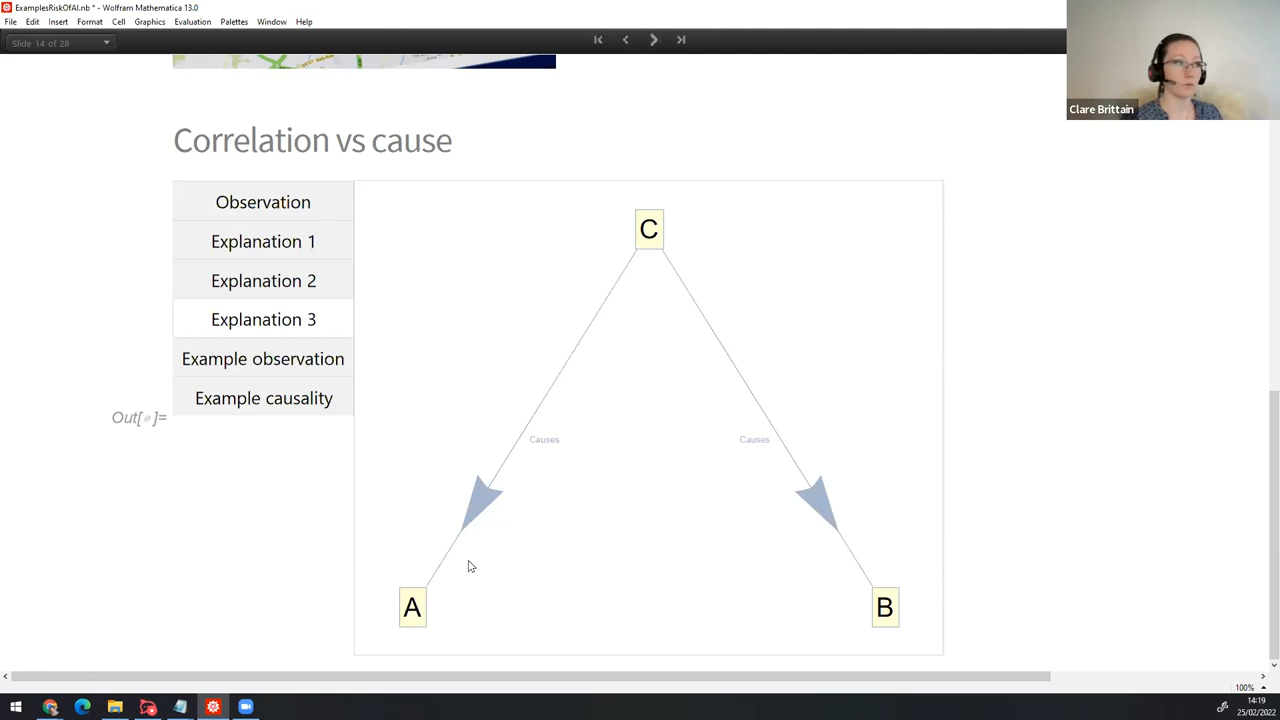 ExamplesRiskOfAI.nb * - Wolfram Mathematica 13.0
File Edit Insert Format Cell Graphics Evaluation Palettes Window Help
Slide 14 of 28
Clare Brittain
Correlation vs cause
Observation
Explanation 1
Explanation 2
Explanation 3
Example observation
Example causality
Out[ ]=
C
Causes
Causes
A
B
100%
14:19
25/02/2022